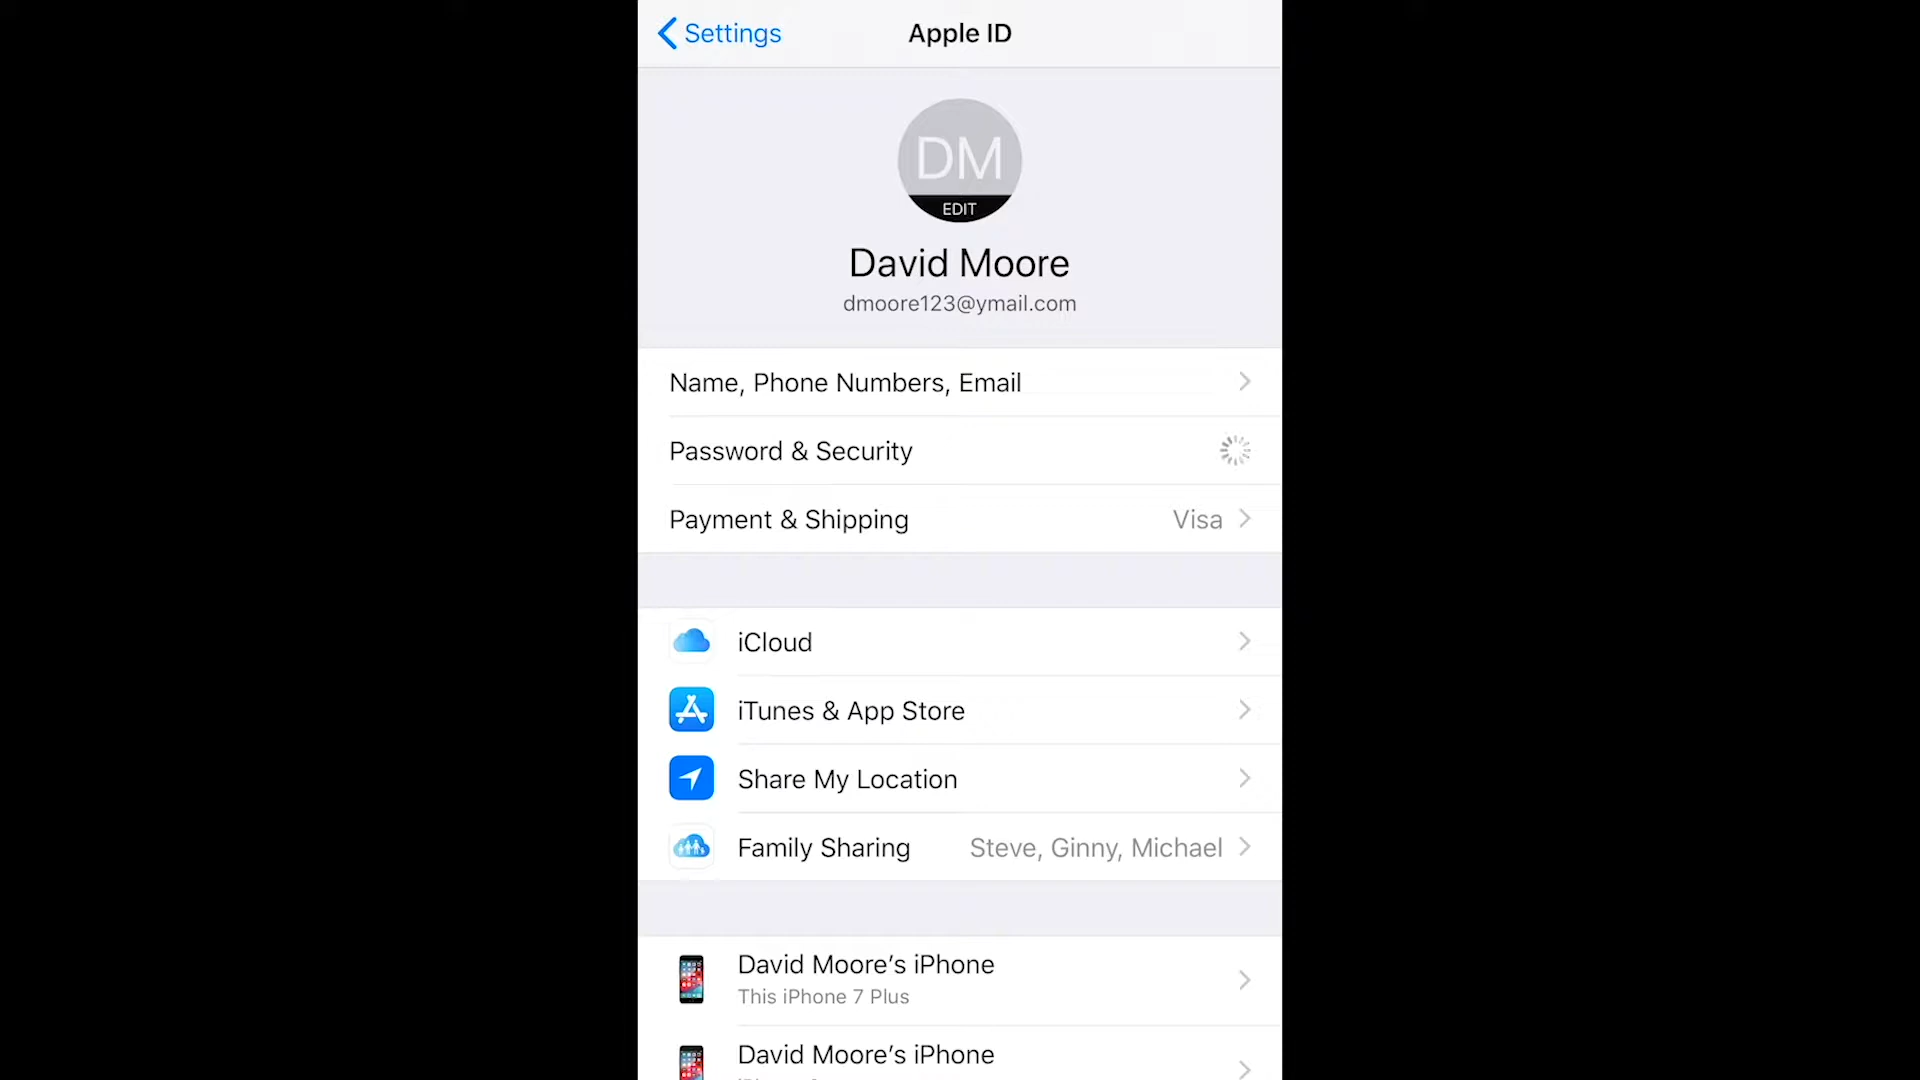 Settings
Apple ID
DM
EDIT
David Moore
dmoore123@ymail.com
Name, Phone Numbers, Email
Password & Security
Payment & Shipping Visa
iCloud
iTunes & App Store
Share My Location
Family Sharing Steve, Ginny, Michael
David Moore’s iPhone
This iPhone 7 Plus
David Moore’s iPhone